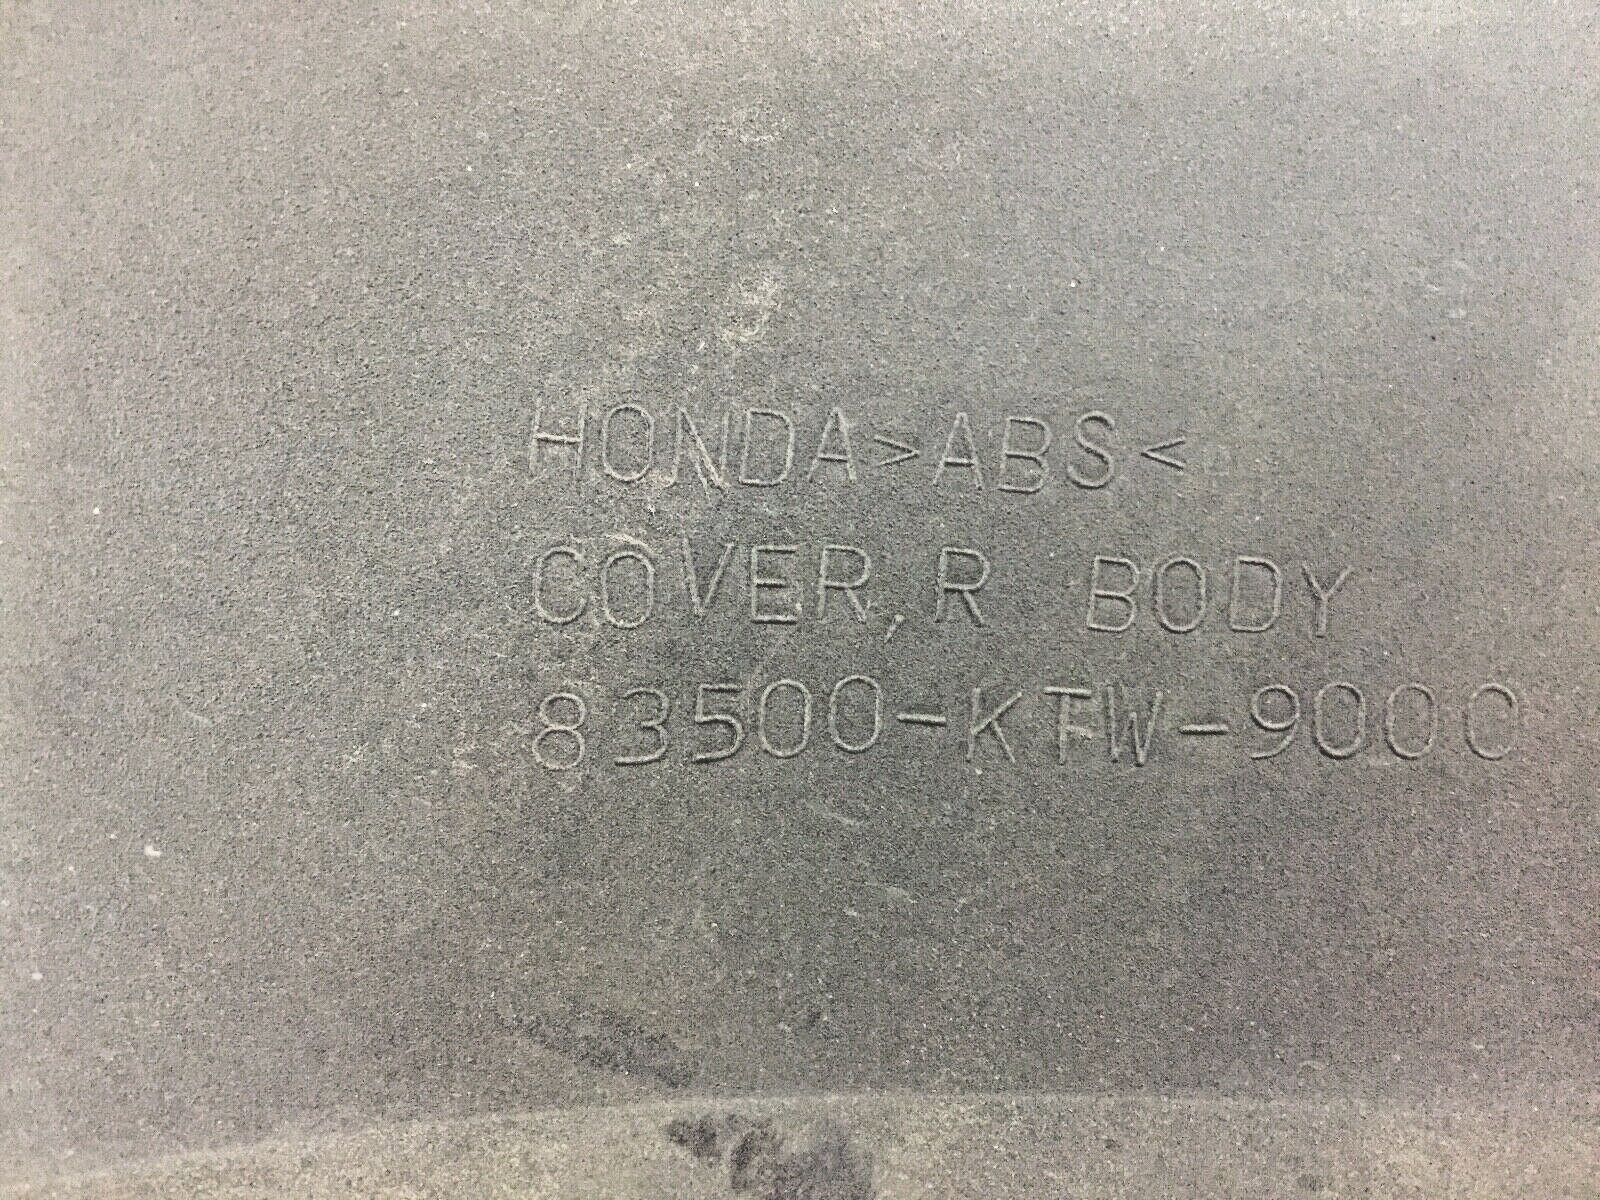 HONDA>ABS<
COVER,R BODY
83500-KTW-9000